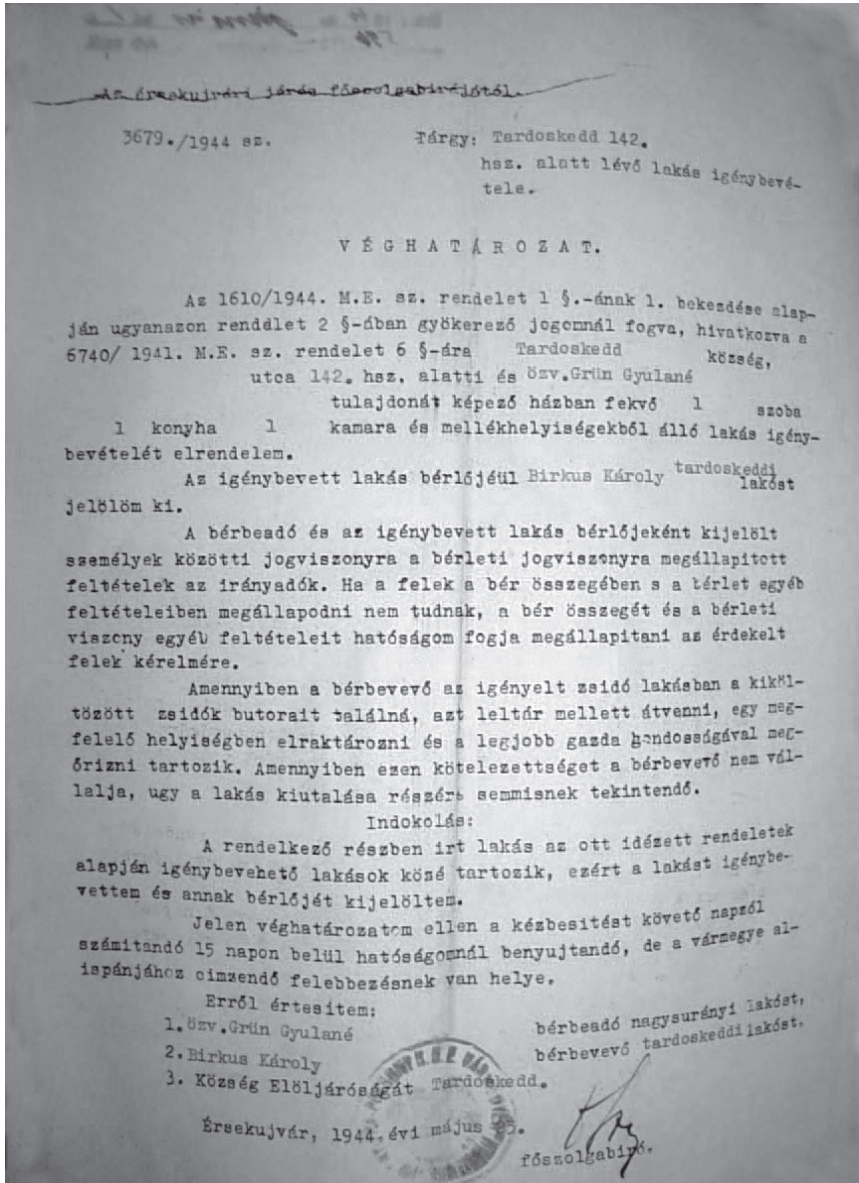 Az érsekujvári járás főszolgabirájától.
3679./1944 sz.
Tárgy: Tardoskedd 142.
hsz. alatt lévő lakás igénybevé-
tele.
VÉGHATÁROZAT.
Az 1610/1944. M.E. sz. rendelet 1 §.-ának 1. bekezdése alap-
ján ugyanazon renddlet 2 §-ában gyökerező jogomnál fogva, hivatkozva a
6740/ 1941. M.E. sz. rendelet 6 §-ára Tardoskedd község,
utca 142. hsz. alatti és özv.Grün Gyuláné
tulajdonát képező házban fekvő 1 szoba
1 konyha 1 kamara és mellékhelyiségekből álló lakás igény-
bevételét elrendelem.
Az igénybevett lakás bérlőjéül Birkus Károly tardoskeddi
lakóst
jelölöm ki.
A bérbeadó és az igénybevett lakás bérlőjeként kijelölt
személyek közötti jogviszonyra a bérleti jogviszonyra megállapitott
feltételek az irányadók. Ha a felek a bér összegében s a bérlet egyéb
feltételeiben megállapodni nem tudnak, a bér összegét és a bérleti
viszony egyéb feltételeit hatóságom fogja megállapitani az érdekelt
felek kérelmére.
Amennyiben a bérbevevő az igényelt zsidó lakásban a kiköl-
tözött zsidók butorait találná, azt leltár mellett átvenni, egy meg-
felelő helyiségben elraktározni és a legjobb gazda gondosságával meg-
őrizni tartozik. Amennyiben ezen kötelezettséget a bérbevevő nem vál-
lalja, ugy a lakás kiutalása részére semmisnek tekintendő.
Indokolás:
A rendelkező részben irt lakás az ott idézett rendeletek
alapján igénybevehető lakások közé tartozik, ezért a lakást igénybe-
vettem és annak bérlőjét kijelöltem.
Jelen véghatározatom ellen a kézbesitést követő napzól
számitandó 15 napon belül hatóságomnál benyujtandó, de a vármegye al-
ispánjához cimzendő felebbezésnek van helye.
Erről értesitem:
1.özv.Grün Gyuláné bérbeadó nagysurányi lakóst,
2.Birkus Károly bérbevevő tardoskeddi lakóst.
3. Község Elöljáróságát Tardoskedd.
Érsekujvár, 1944.évi május
főszolgabiró.